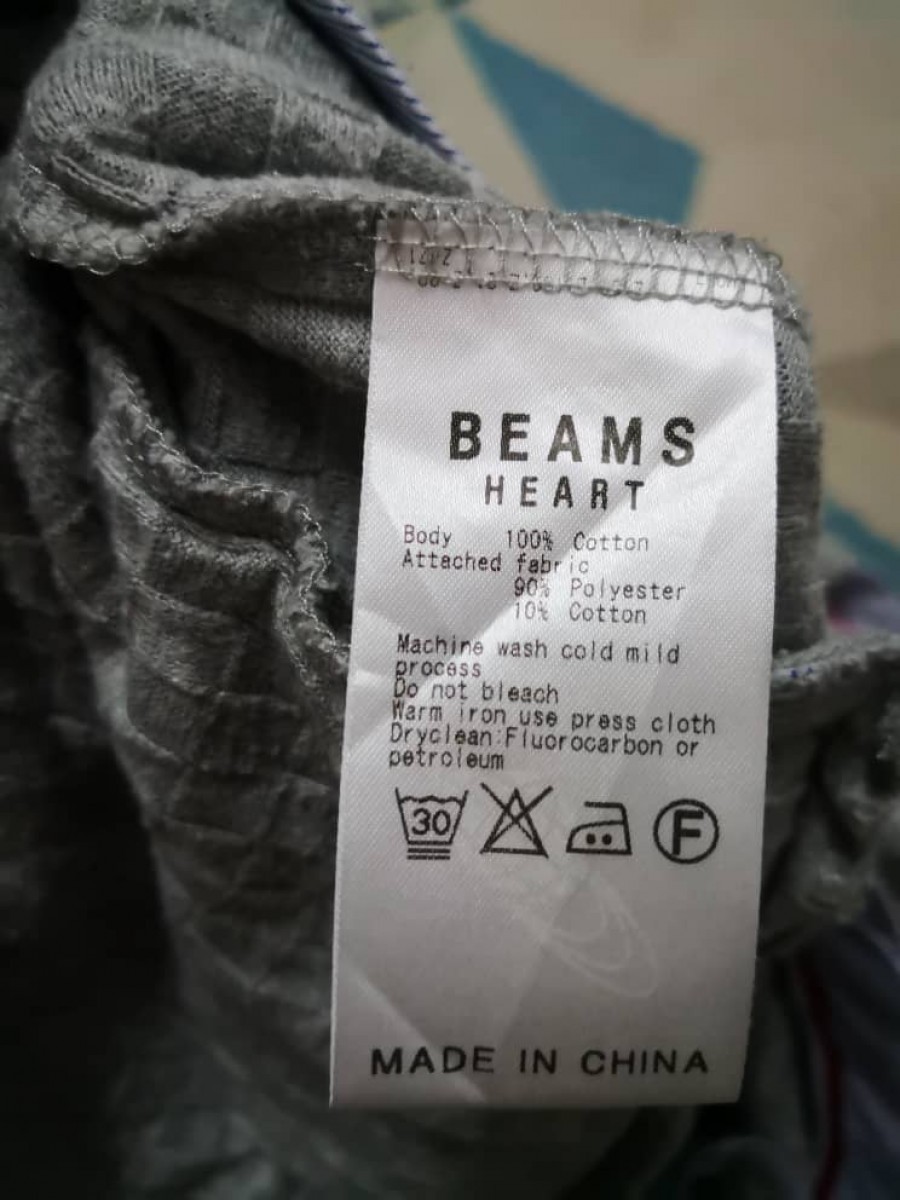 BEAMS
HEART
Body 100% Cotton
Attached fabric
90% Polyester
10% Cotton
Machine wash cold mild
process
Do not bleach
Warm iron use press cloth
Dryclean:Fluorocarbon or
petroleum
30
F
MADE IN CHINA